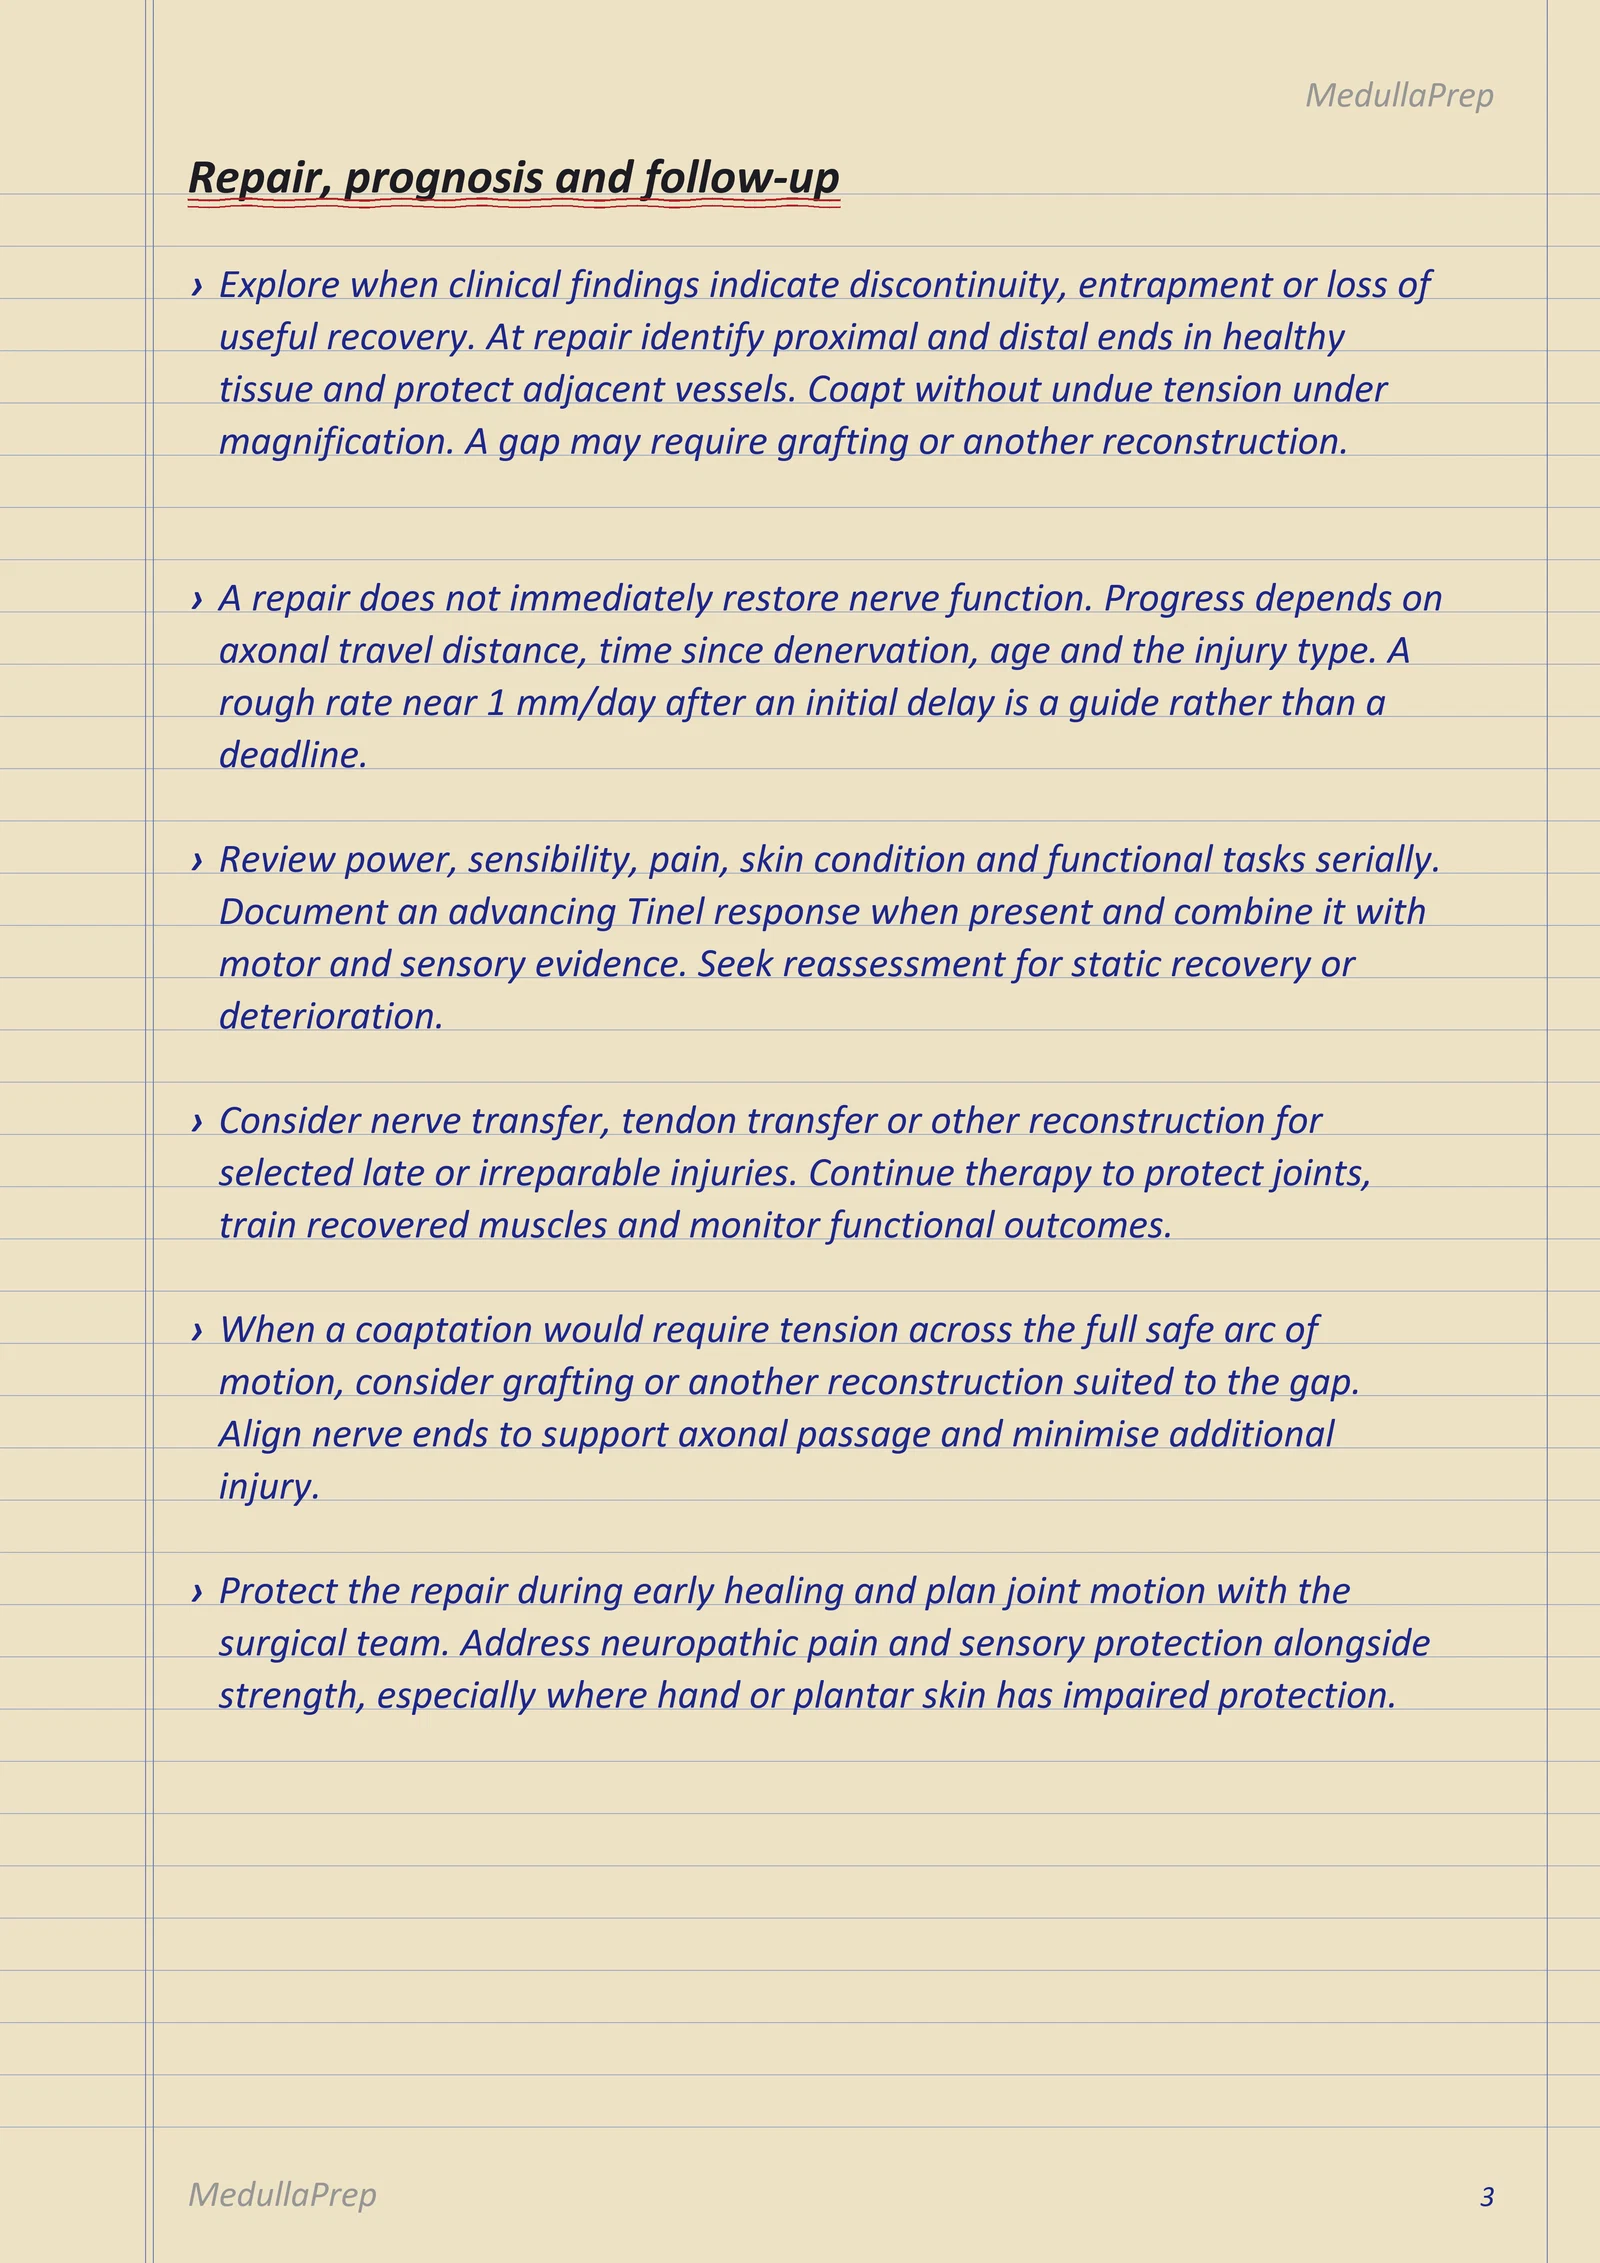 MedullaPrep
Repair, prognosis and follow-up
› Explore when clinical findings indicate discontinuity, entrapment or loss of
useful recovery. At repair identify proximal and distal ends in healthy
tissue and protect adjacent vessels. Coapt without undue tension under
magnification. A gap may require grafting or another reconstruction.
› A repair does not immediately restore nerve function. Progress depends on
axonal travel distance, time since denervation, age and the injury type. A
rough rate near 1 mm/day after an initial delay is a guide rather than a
deadline.
› Review power, sensibility, pain, skin condition and functional tasks serially.
Document an advancing Tinel response when present and combine it with
motor and sensory evidence. Seek reassessment for static recovery or
deterioration.
› Consider nerve transfer, tendon transfer or other reconstruction for
selected late or irreparable injuries. Continue therapy to protect joints,
train recovered muscles and monitor functional outcomes.
› When a coaptation would require tension across the full safe arc of
motion, consider grafting or another reconstruction suited to the gap.
Align nerve ends to support axonal passage and minimise additional
injury.
› Protect the repair during early healing and plan joint motion with the
surgical team. Address neuropathic pain and sensory protection alongside
strength, especially where hand or plantar skin has impaired protection.
MedullaPrep
3